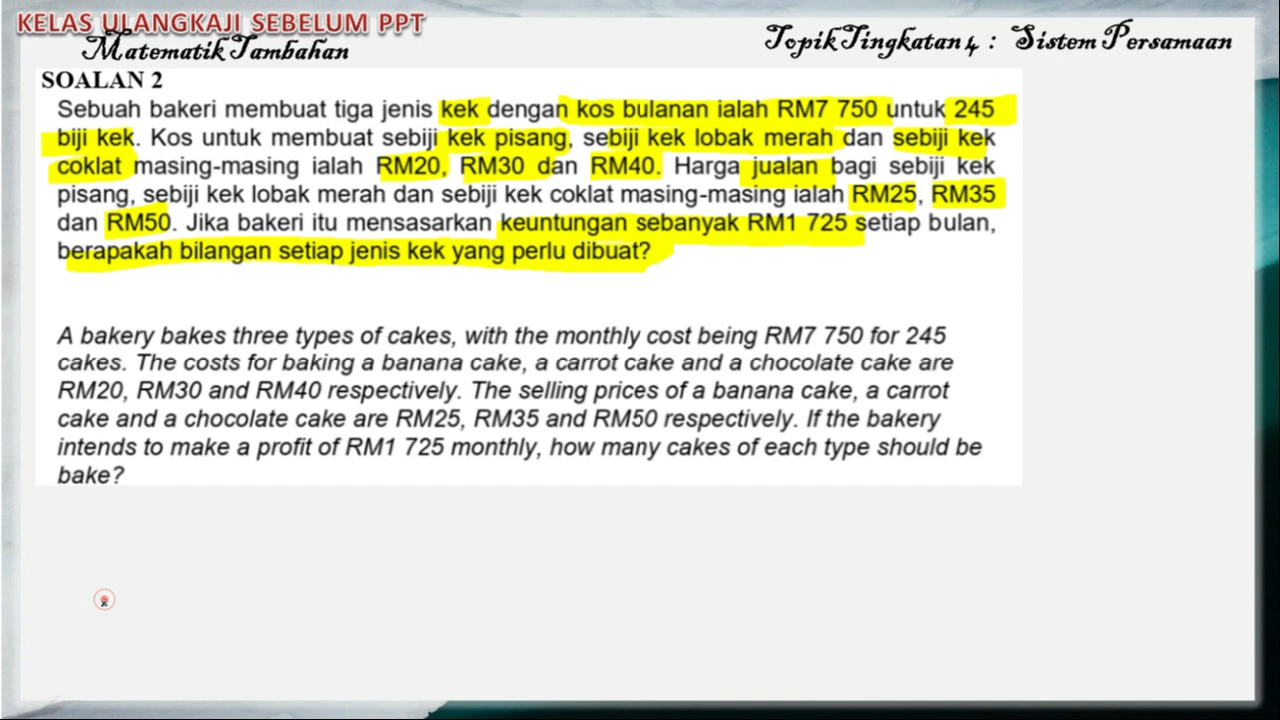 KELAS ULANGKAJI SEBELUM PPT
Matematik Tambahan
Topik Tingkatan 4 : Sistem Persamaan
SOALAN 2
Sebuah bakeri membuat tiga jenis kek dengan kos bulanan ialah RM7 750 untuk 245
biji kek. Kos untuk membuat sebiji kek pisang, sebiji kek lobak merah dan sebiji kek
coklat masing-masing ialah RM20, RM30 dan RM40. Harga jualan bagi sebiji kek
pisang, sebiji kek lobak merah dan sebiji kek coklat masing-masing ialah RM25, RM35
dan RM50. Jika bakeri itu mensasarkan keuntungan sebanyak RM1 725 setiap bulan,
berapakah bilangan setiap jenis kek yang perlu dibuat?
A bakery bakes three types of cakes, with the monthly cost being RM7 750 for 245
cakes. The costs for baking a banana cake, a carrot cake and a chocolate cake are
RM20, RM30 and RM40 respectively. The selling prices of a banana cake, a carrot
cake and a chocolate cake are RM25, RM35 and RM50 respectively. If the bakery
intends to make a profit of RM1 725 monthly, how many cakes of each type should be
bake?